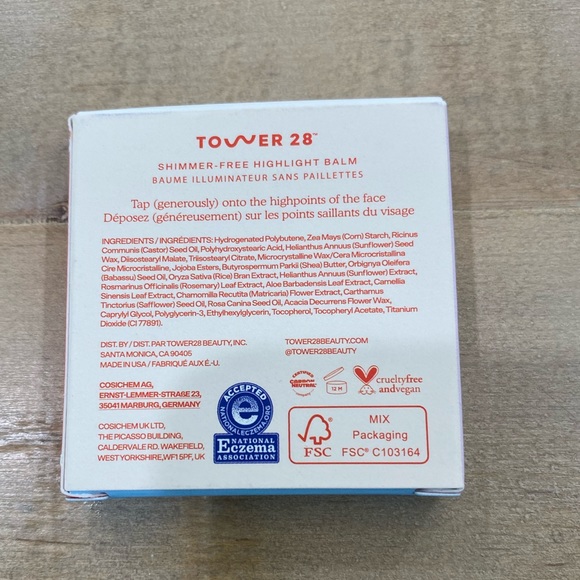 TOWER 28™
SHIMMER-FREE HIGHLIGHT BALM
BAUME ILLUMINATEUR SANS PAILLETTES
Tap (generously) onto the highpoints of the face
Déposez (généreusement) sur les points saillants du visage
INGREDIENTS / INGRÉDIENTS: Hydrogenated Polybutene, Zea Mays (Corn) Starch, Ricinus
Communis (Castor) Seed Oil, Polyhydroxystearic Acid, Helianthus Annuus (Sunflower) Seed
Wax, Diisostearyl Malate, Triisostearyl Citrate, Microcrystalline Wax/Cera Microcristallina
Cire Microcristalline, Jojoba Esters, Butyrospermum Parkii (Shea) Butter, Orbignya Oleifera
(Babassu) Seed Oil, Oryza Sativa (Rice) Bran Extract, Helianthus Annuus (Sunflower) Extract,
Rosmarinus Officinalis (Rosemary) Leaf Extract, Aloe Barbadensis Leaf Extract, Camellia
Sinensis Leaf Extract, Chamomilla Recutita (Matricaria) Flower Extract, Carthamus
Tinctorius (Safflower) Seed Oil, Rosa Canina Seed Oil, Acacia Decurrens Flower Wax,
Caprylyl Glycol, Polyglycerin-3, Ethylhexylglycerin, Tocopherol, Tocopheryl Acetate, Titanium
Dioxide (CI 77891).
DIST. BY / DIST. PAR TOWER28 BEAUTY, INC.
SANTA MONICA, CA 90405
MADE IN USA / FABRIQUÉ AUX É.-U.
TOWER28BEAUTY.COM
@TOWER28BEAUTY
COSICHEM AG,
ERNST-LEMMER-STRAßE 23,
35041 MARBURG, GERMANY
COSICHEM UK LTD,
THE PICASSO BUILDING,
CALDERVALE RD. WAKEFIELD,
WEST YORKSHIRE, WF1 5PF, UK
ACCEPTED
NATIONALECZEMA.ORG
NATIONAL
Eczema
ASSOCIATION
CERTIFIED
CARBON
NEUTRAL
12 M
crueltyfree
andvegan
FSC
MIX
Packaging
FSC® C103164